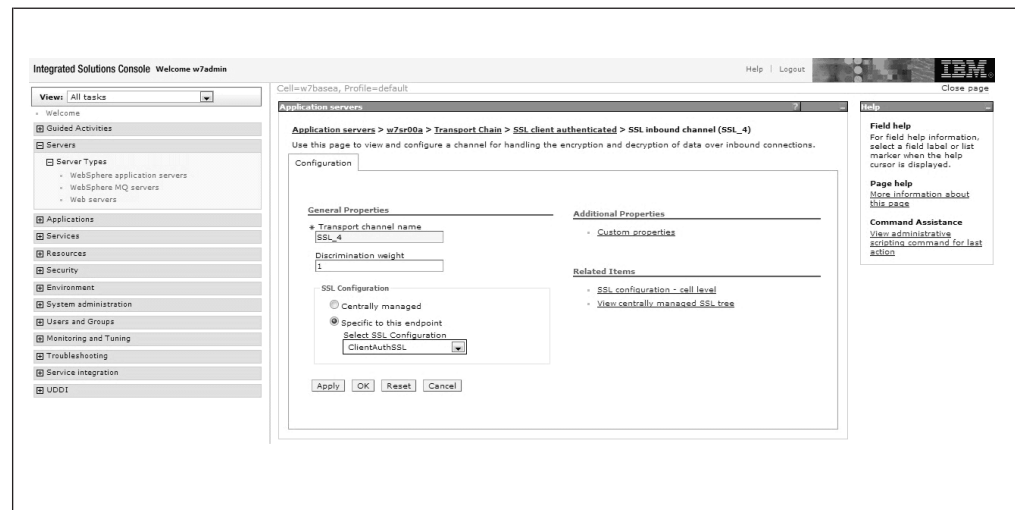 Integrated Solutions Console Welcome w7admin
Help | Logout
IBM.
View: All tasks
Welcome
Guided Activities
Servers
Server Types
WebSphere application servers
WebSphere MQ servers
Web servers
Applications
Services
Resources
Security
Environment
System administration
Users and Groups
Monitoring and Tuning
Troubleshooting
Service integration
UDDI
Cell=w7basea, Profile=default
Close page
Application servers
? –
Application servers > w7sr00a > Transport Chain > SSL client authenticated > SSL inbound channel (SSL_4)
Use this page to view and configure a channel for handling the encryption and decryption of data over inbound connections.
Configuration
General Properties
* Transport channel name
SSL_4
Discrimination weight
1
SSL Configuration
Centrally managed
Specific to this endpoint
Select SSL Configuration
ClientAuthSSL
Apply OK Reset Cancel
Additional Properties
Custom properties
Related Items
SSL configuration - cell level
View centrally managed SSL tree
Help –
Field help
For field help information,
select a field label or list
marker when the help
cursor is displayed.
Page help
More information about
this page
Command Assistance
View administrative
scripting command for last
action